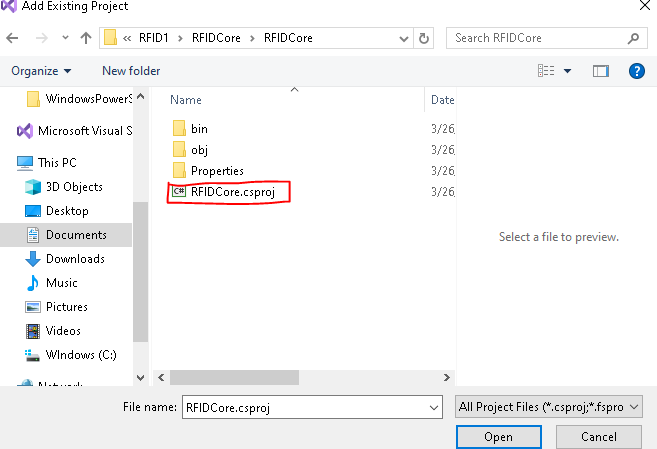 Add Existing Project
« RFID1 > RFIDCore > RFIDCore
Search RFIDCore
Organize
New folder
WindowsPowerS
Microsoft Visual S
This PC
3D Objects
Desktop
Documents
Downloads
Music
Pictures
Videos
WIndows (C:)
Network
Name
Date
bin
3/26,
obj
3/26,
Properties
3/26,
RFIDCore.csproj
3/26,
Select a file to preview.
File name:
RFIDCore.csproj
All Project Files (*.csproj;*.fspro
Open
Cancel